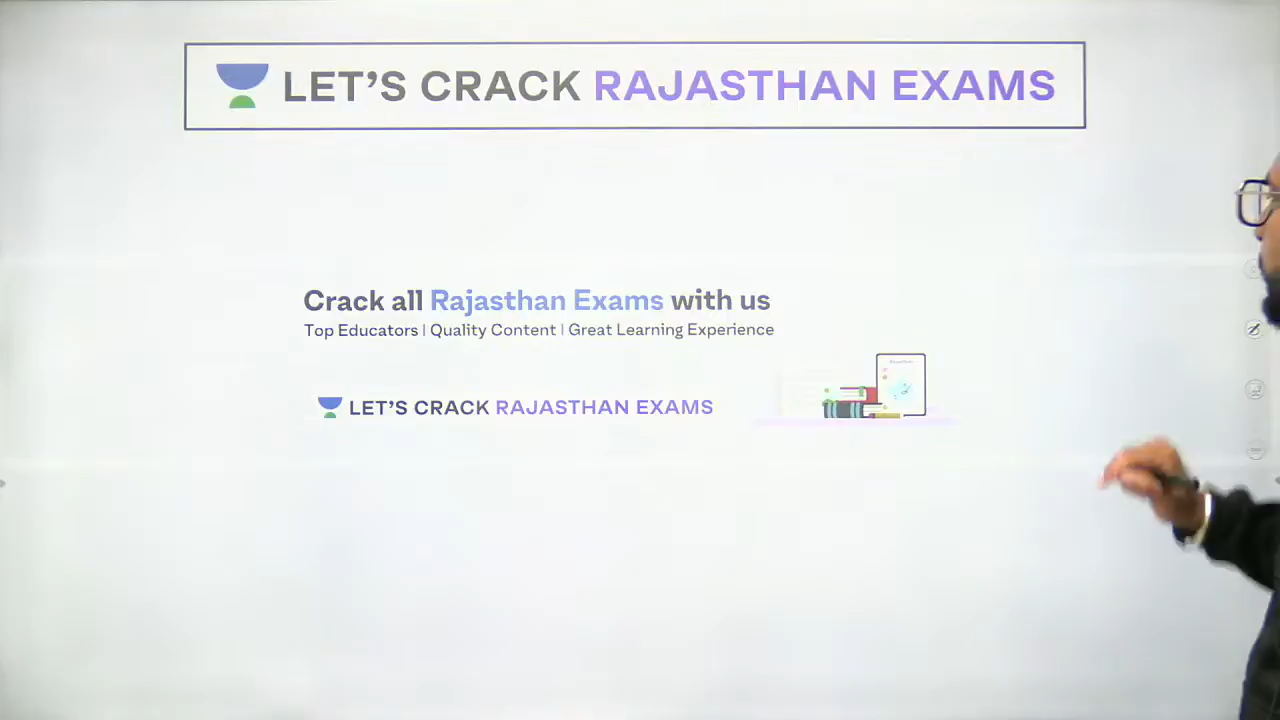 LET'S CRACK RAJASTHAN EXAMS
Crack all Rajasthan Exams with us
Top Educators | Quality Content | Great Learning Experience
LET'S CRACK RAJASTHAN EXAMS